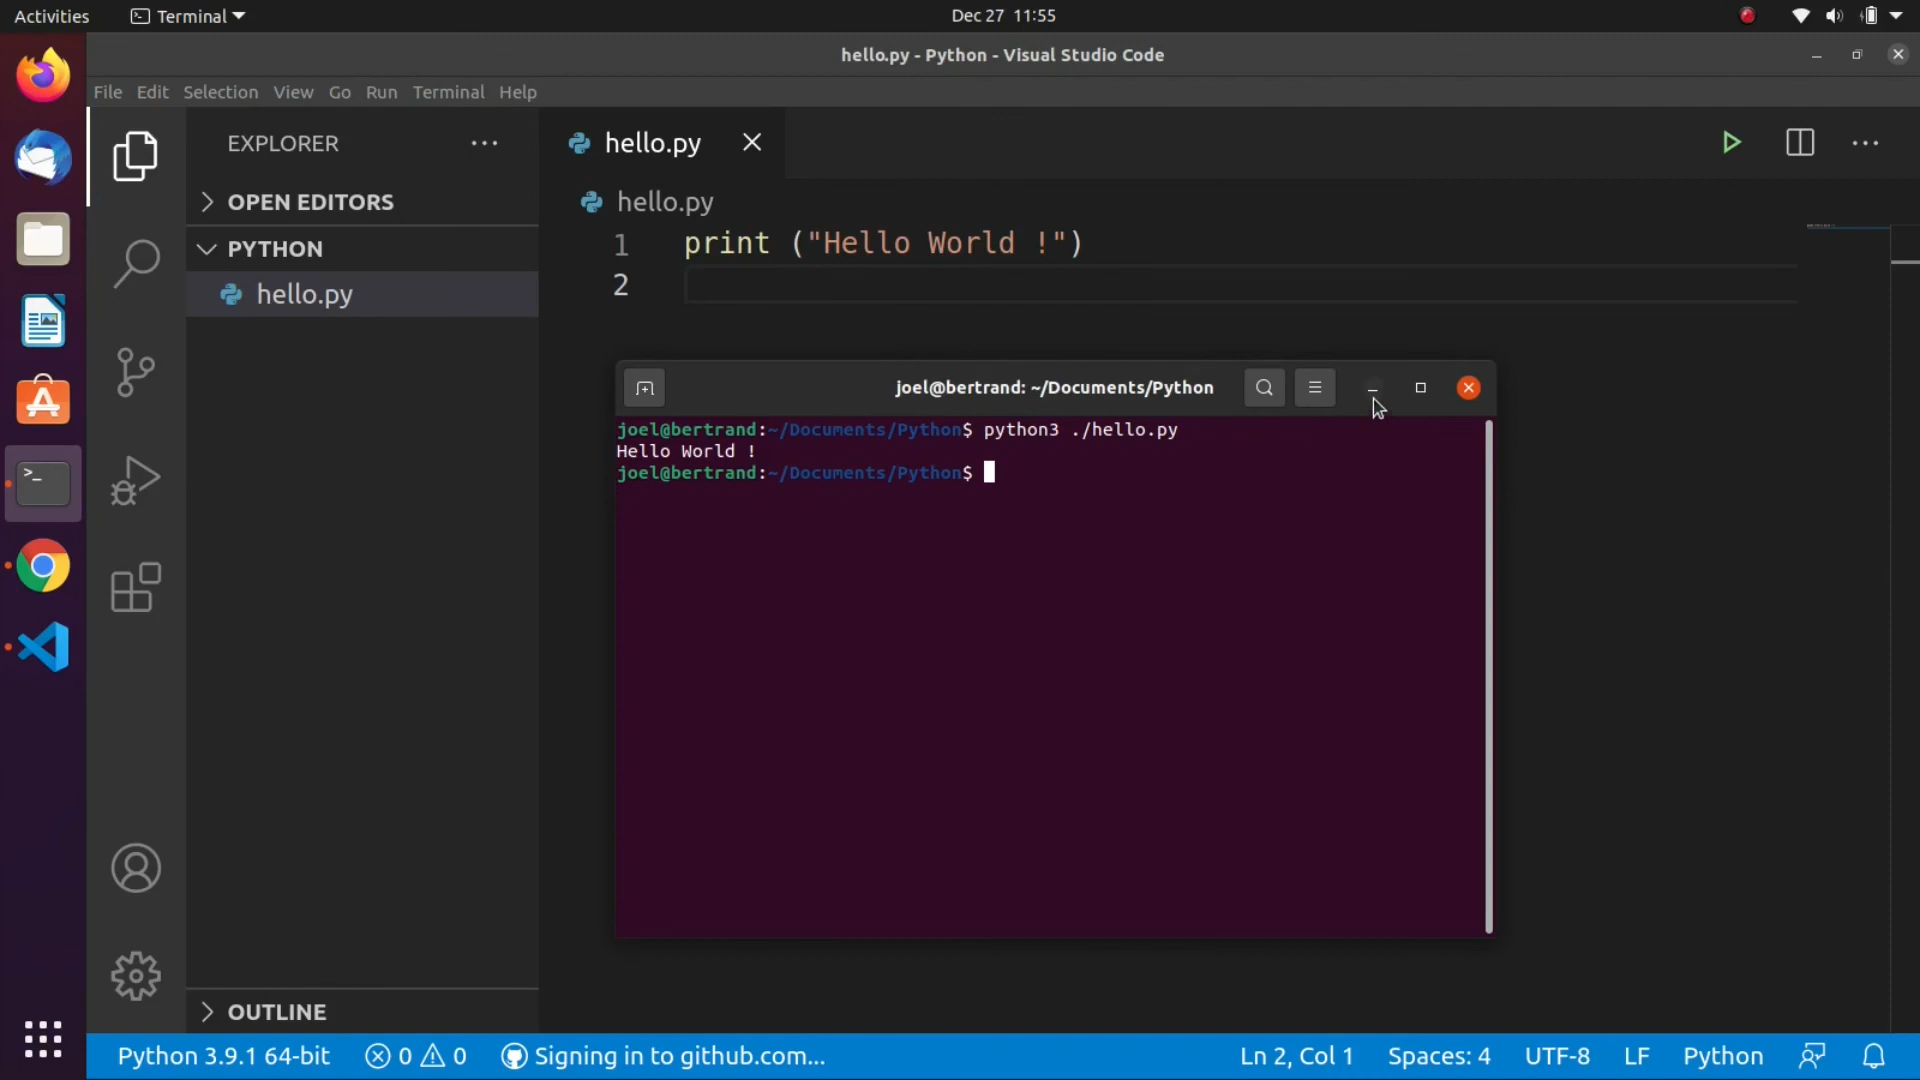 Activities Terminal Dec 27 11:55
hello.py - Python - Visual Studio Code
File Edit Selection View Go Run Terminal Help
EXPLORER
OPEN EDITORS
PYTHON
hello.py
OUTLINE
hello.py
hello.py
1 print ("Hello World !")
2
joel@bertrand: ~/Documents/Python
joel@bertrand:~/Documents/Python$ python3 ./hello.py
Hello World !
joel@bertrand:~/Documents/Python$
Python 3.9.1 64-bit 0 0 Signing in to github.com... Ln 2, Col 1 Spaces: 4 UTF-8 LF Python